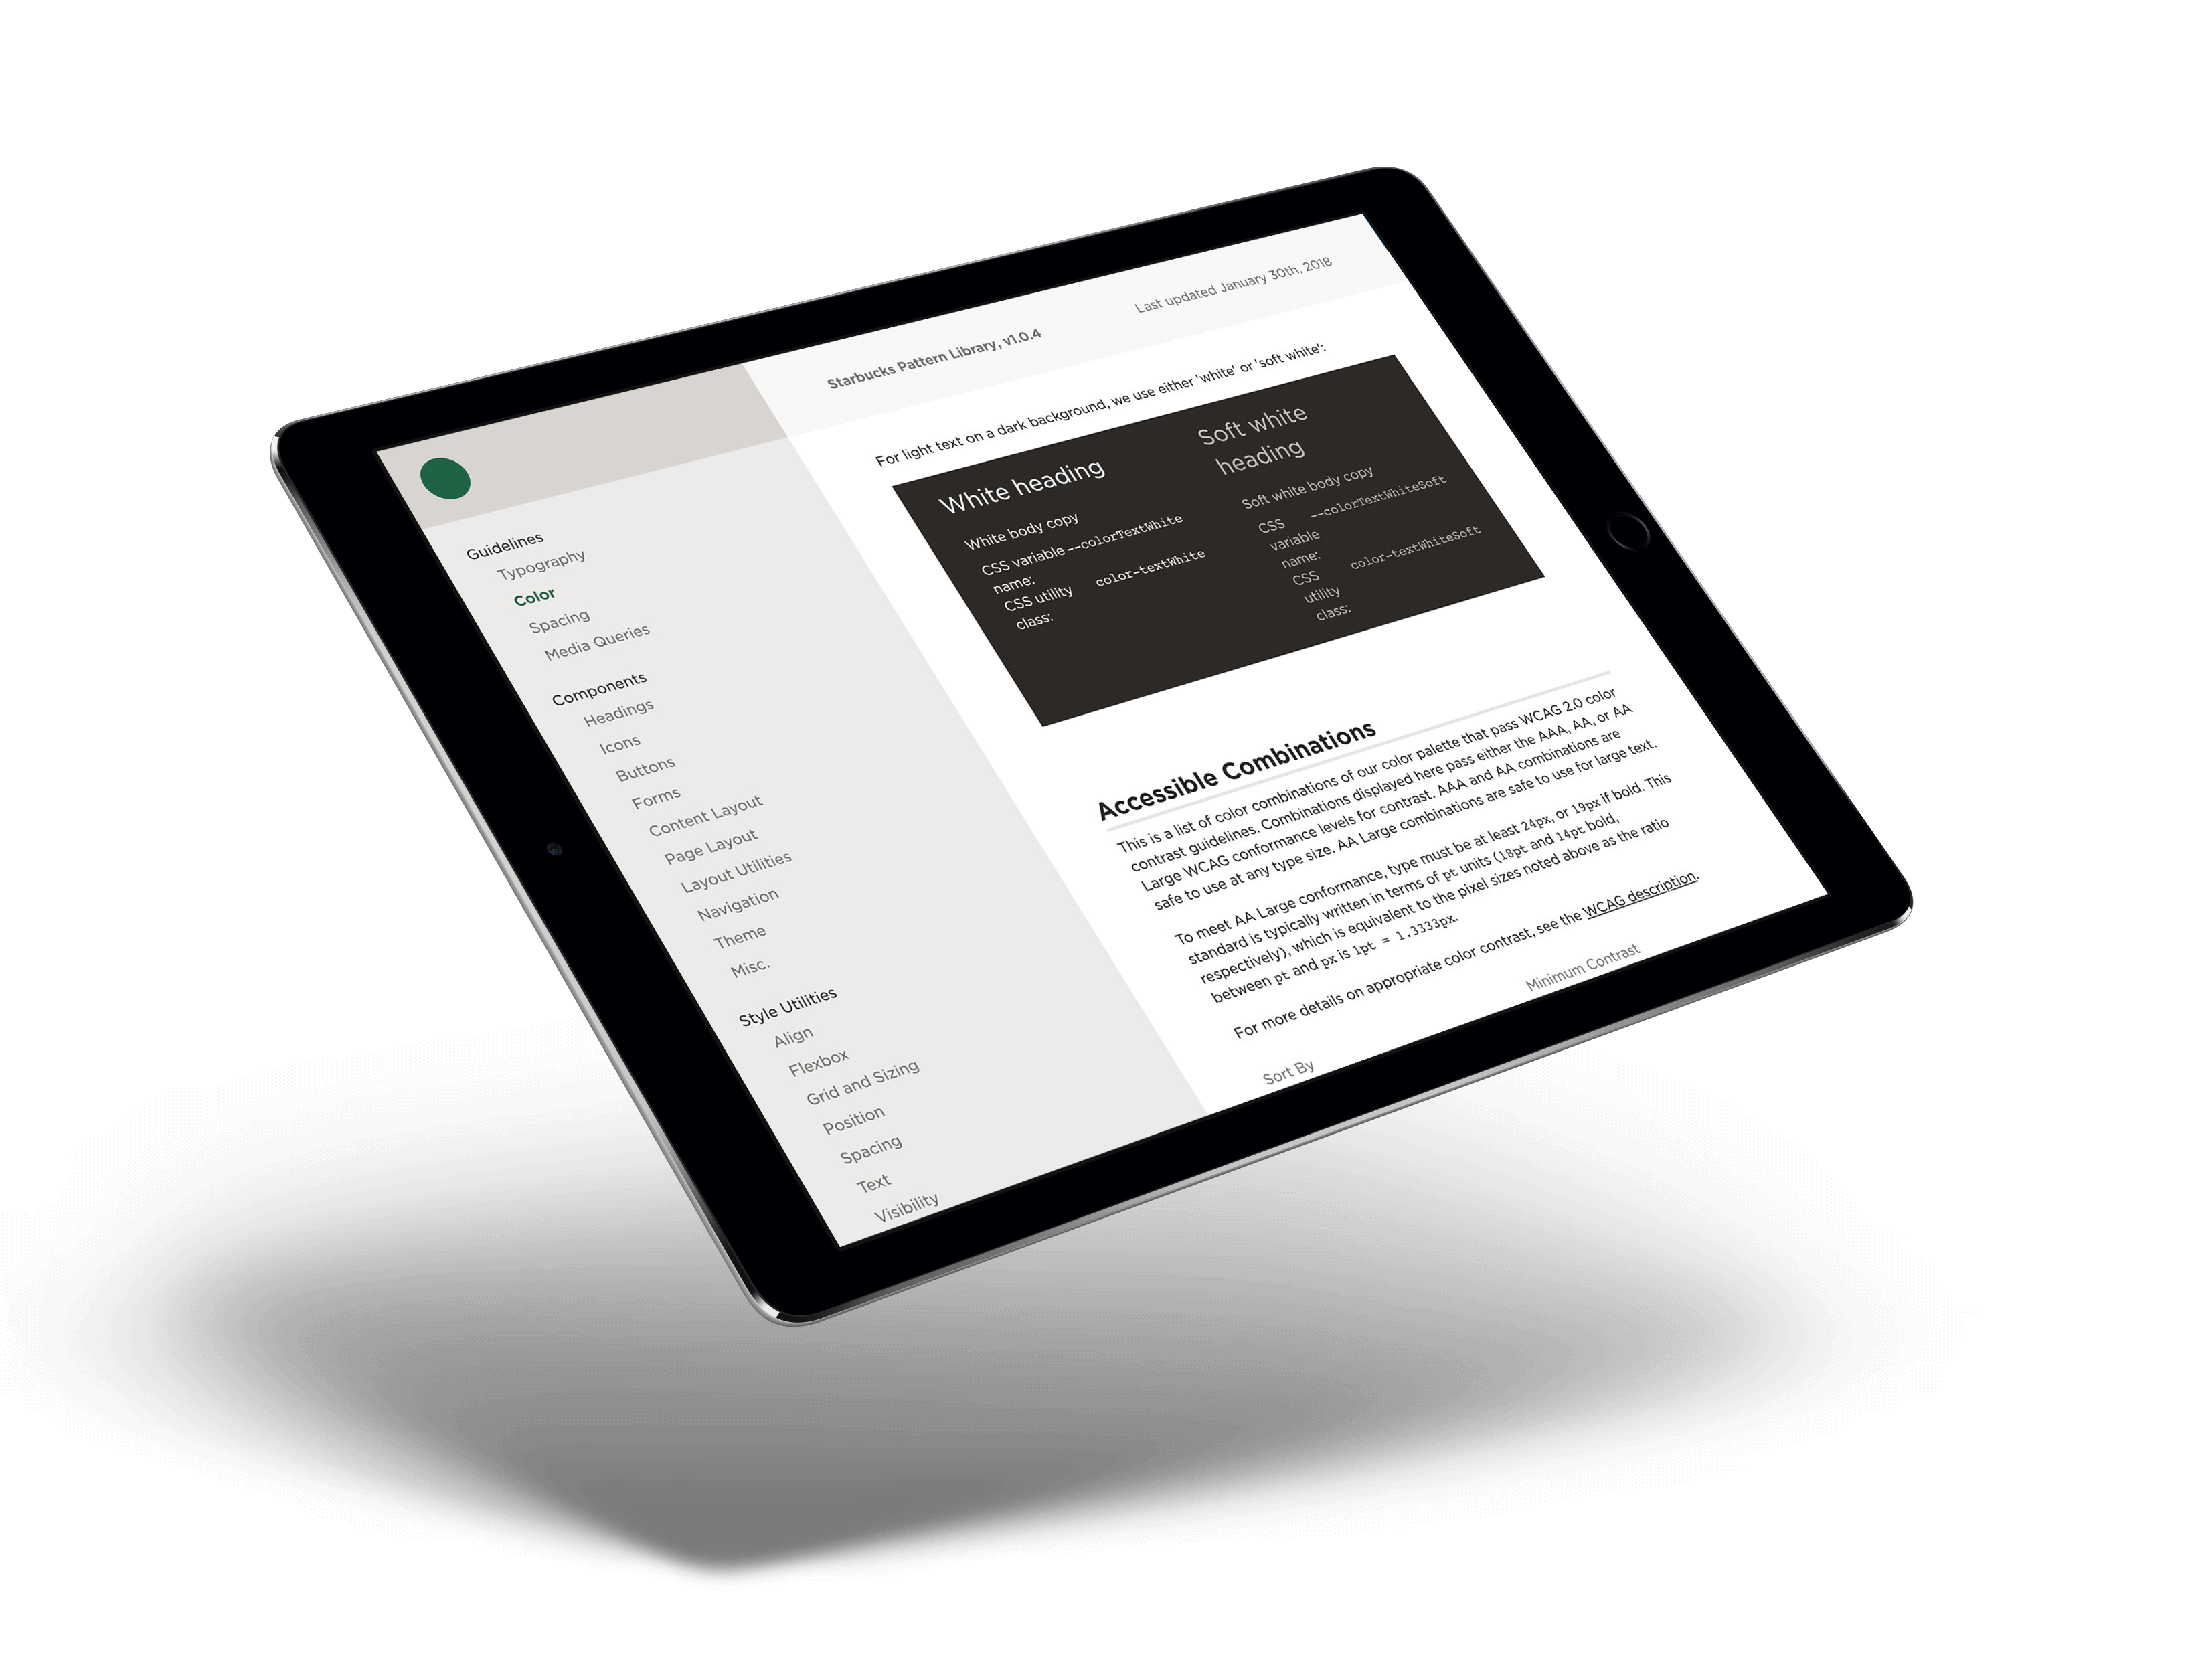 Starbucks Pattern Library, v1.0.4
Last updated January 30th, 2018
Guidelines
Typography
Color
Spacing
Media Queries
Components
Headings
Icons
Buttons
Forms
Content Layout
Page Layout
Layout Utilities
Navigation
Theme
Misc.
Style Utilities
Align
Flexbox
Grid and Sizing
Position
Spacing
Text
Visibility
For light text on a dark background, we use either 'white' or 'soft white':
White heading
White body copy
CSS variable --colorTextWhite
name:
CSS utility color-textWhite
class:
Soft white
heading
Soft white body copy
CSS --colorTextWhiteSoft
variable
name:
CSS color-textWhiteSoft
utility
class:
Accessible Combinations
This is a list of color combinations of our color palette that pass WCAG 2.0 color
contrast guidelines. Combinations displayed here pass either the AAA, AA, or AA
Large WCAG conformance levels for contrast. AAA and AA combinations are
safe to use at any type size. AA Large combinations are safe to use for large text.
To meet AA Large conformance, type must be at least 24px, or 19px if bold. This
standard is typically written in terms of pt units (18pt and 14pt bold,
respectively), which is equivalent to the pixel sizes noted above as the ratio
between pt and px is 1pt = 1.3333px.
For more details on appropriate color contrast, see the WCAG description.
Sort By
Minimum Contrast